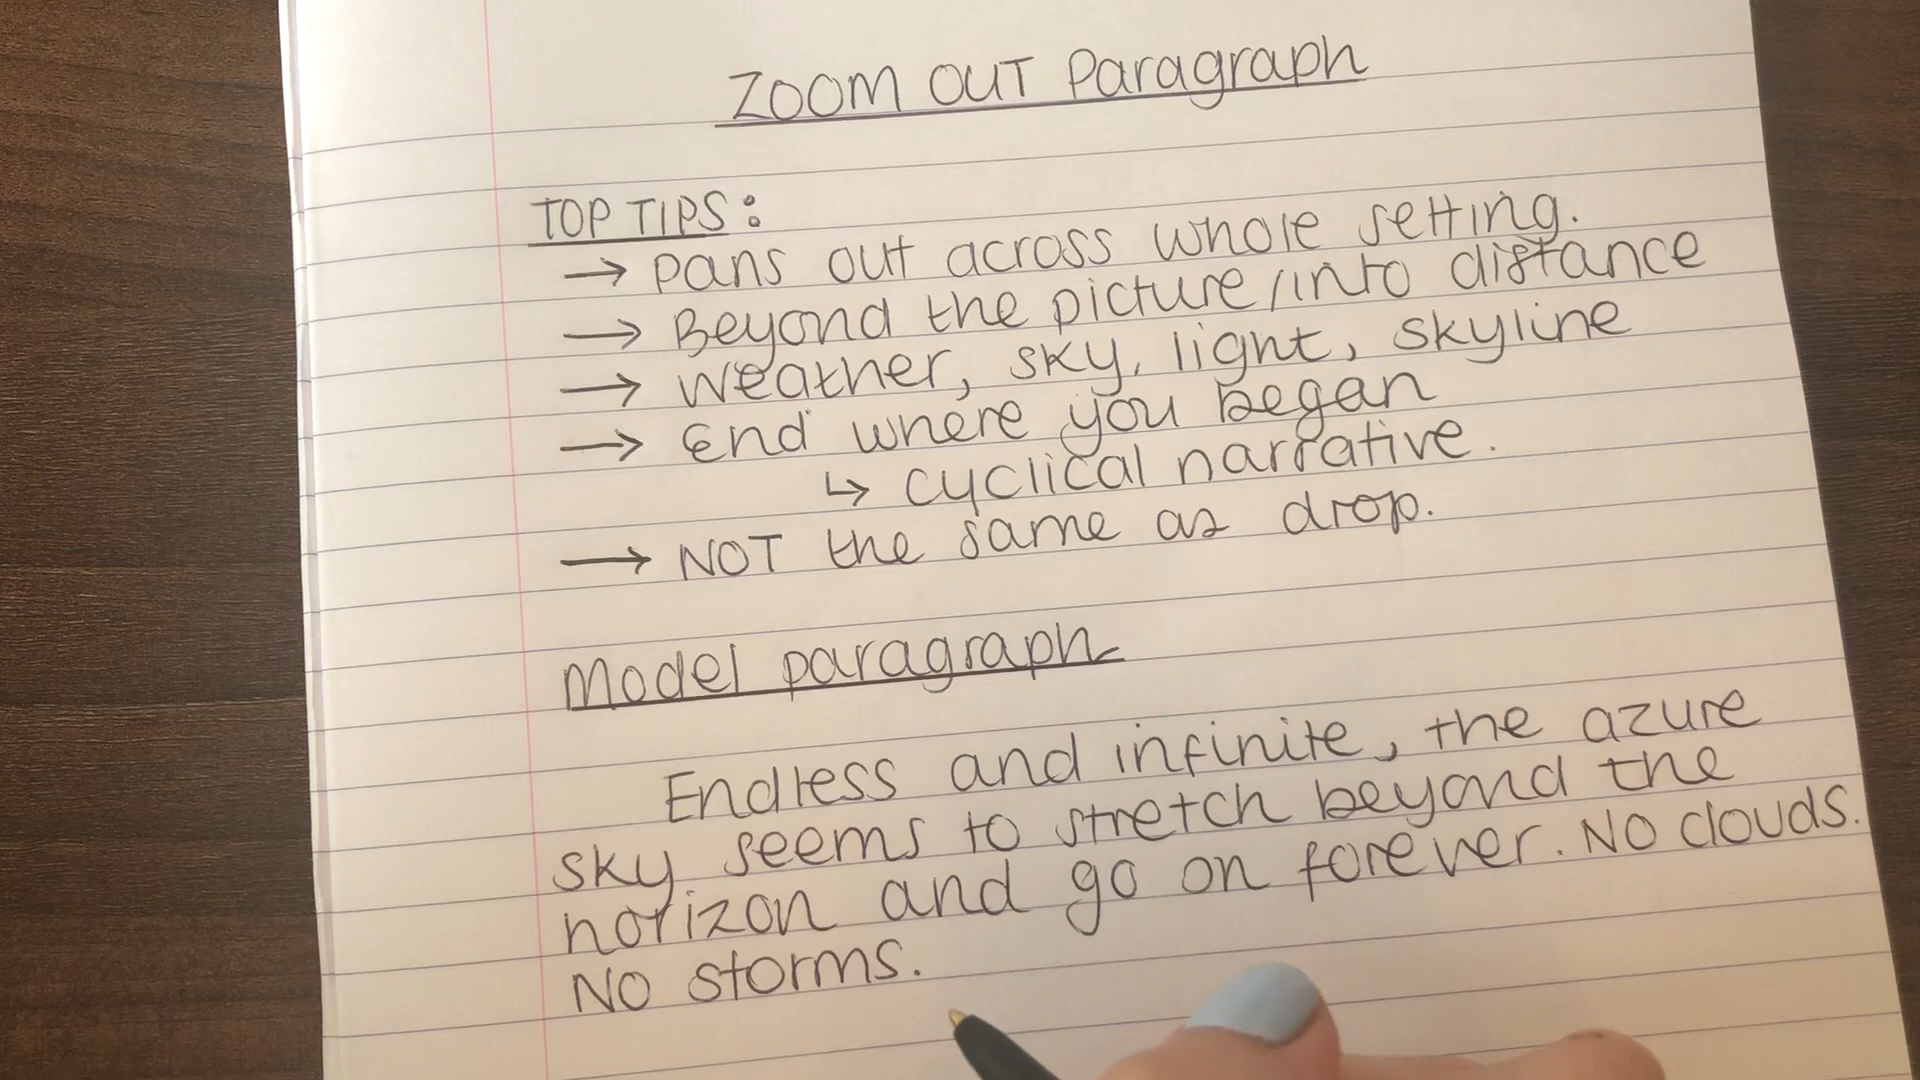 ZOOM OUT Paragraph
TOP TIPS:
→ pans out across whole setting.
→ Beyond the picture/into distance
→ Weather, sky, light, skyline
→ End where you began
↳ cyclical narrative.
→ NOT the same as drop.
Model paragraph
Endless and infinite, the azure
sky seems to stretch beyond the
horizon and go on forever. No clouds.
No storms.